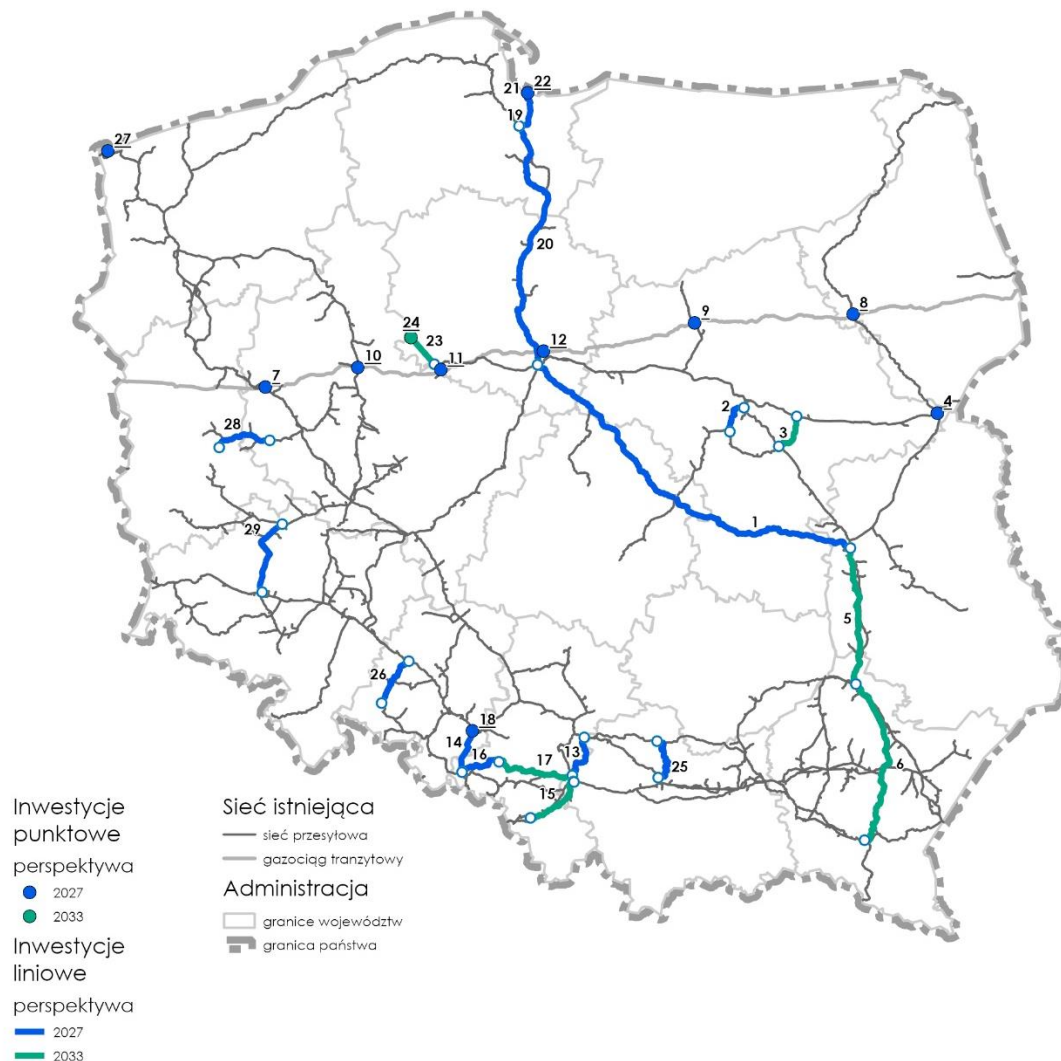 21 22
19
27
20
24
23
12
9
8
10
11
7
4
2
28
3
29
1
5
26
18
14
16
17
13
25
15
6
Inwestycje
punktowe
perspektywa
2027
2033
Inwestycje
liniowe
perspektywa
2027
2033
Sieć istniejąca
sieć przesyłowa
gazociąg tranzytowy
Administracja
granice województw
granica państwa